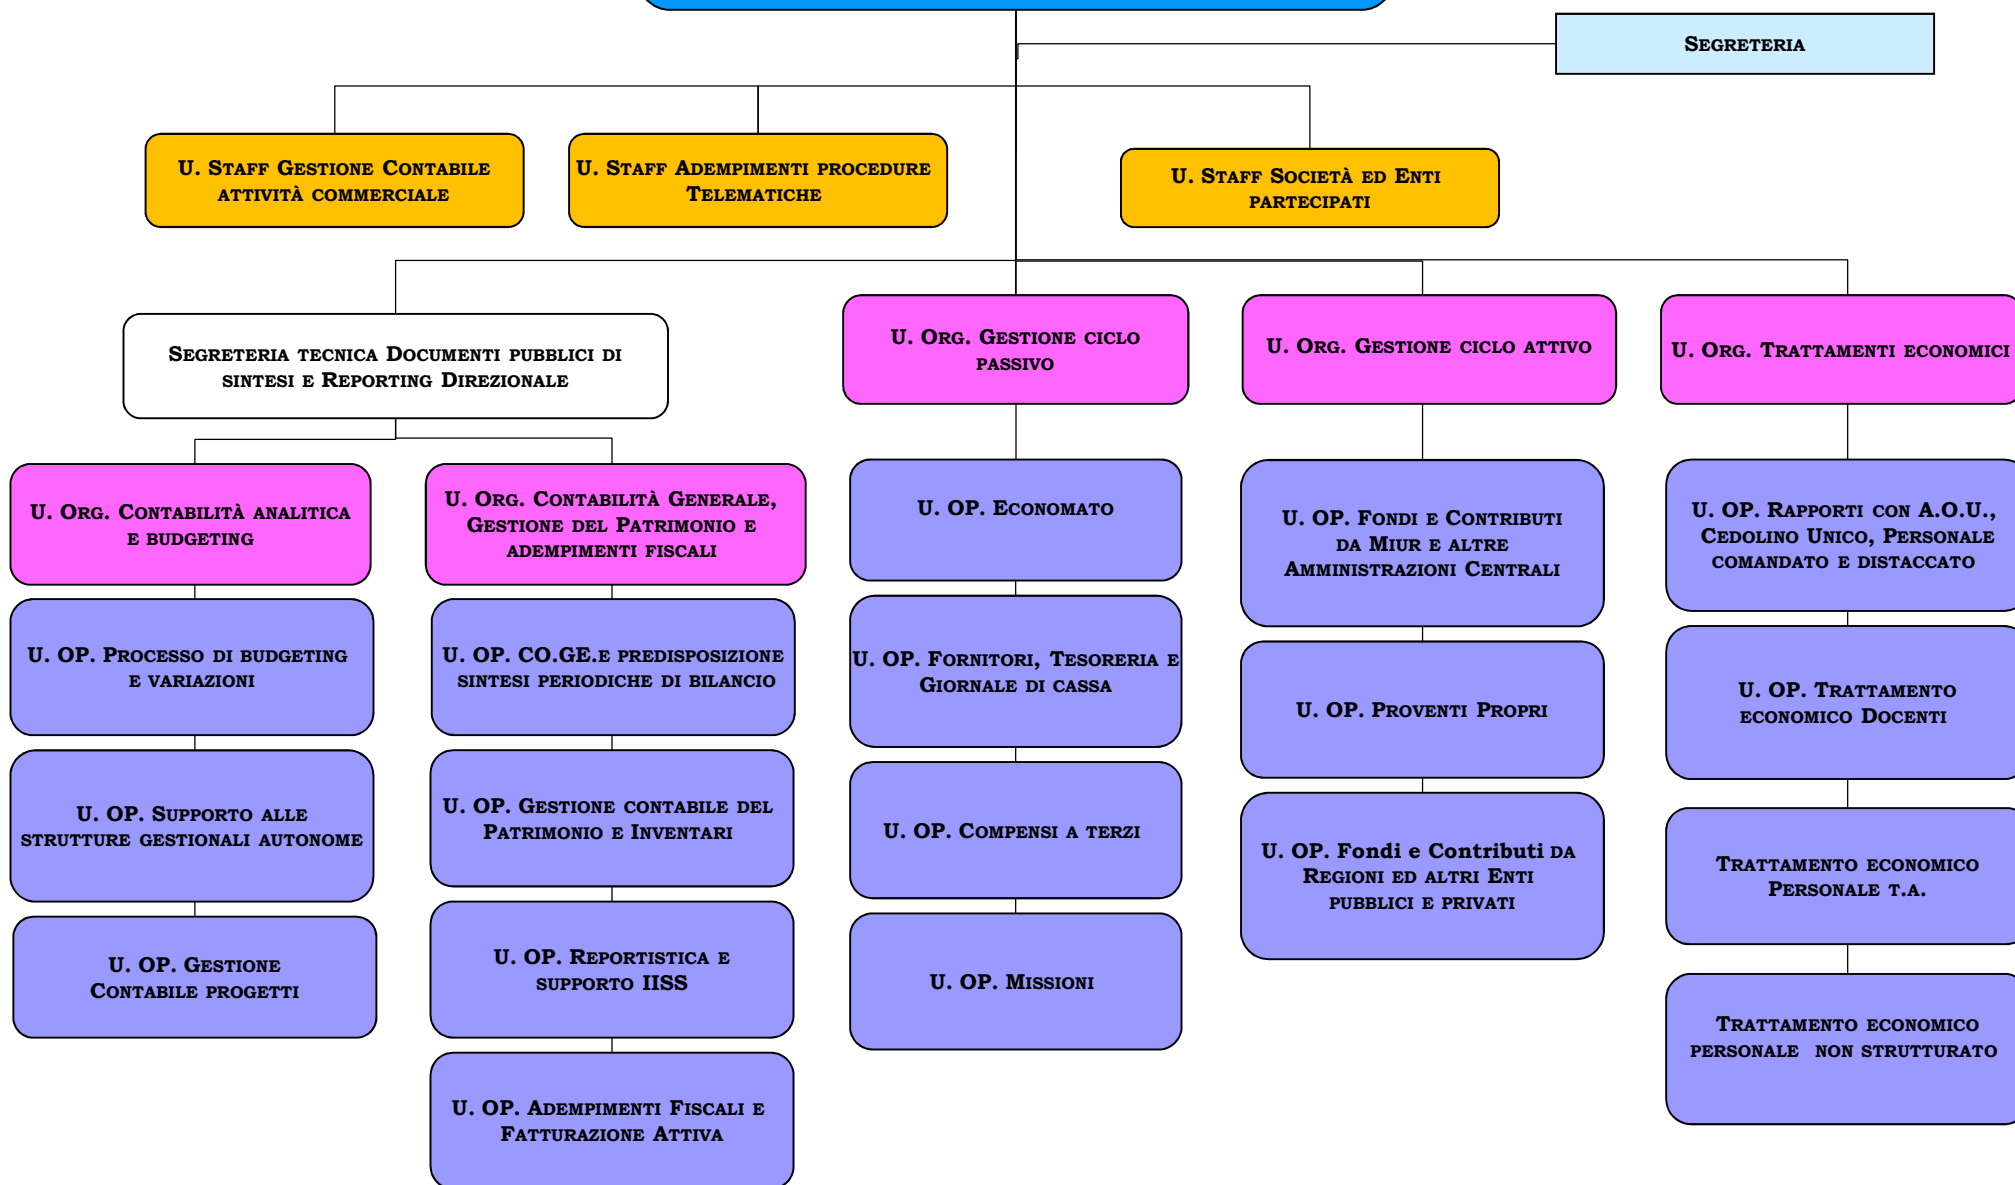 Segreteria
U. Staff Gestione Contabile
attività commerciale
U. Staff Adempimenti procedure
Telematiche
U. Staff Società ed Enti
partecipati
Segreteria tecnica Documenti pubblici di
sintesi e Reporting Direzionale
U. Org. Gestione ciclo
passivo
U. Org. Gestione ciclo attivo
U. Org. Trattamenti economici
U. Org. Contabilità analitica
e budgeting
U. OP. Processo di budgeting
e variazioni
U. OP. Supporto alle
strutture gestionali autonome
U. OP. Gestione
Contabile progetti
U. Org. Contabilità Generale,
Gestione del Patrimonio e
adempimenti fiscali
U. OP. CO.GE.e predisposizione
sintesi periodiche di bilancio
U. OP. Gestione contabile del
Patrimonio e Inventari
U. OP. Reportistica e
supporto IISS
U. OP. Adempimenti Fiscali e
Fatturazione Attiva
U. OP. Economato
U. OP. Fornitori, Tesoreria e
Giornale di cassa
U. OP. Compensi a terzi
U. OP. Missioni
U. OP. Fondi e Contributi
da Miur e altre
Amministrazioni Centrali
U. OP. Proventi Propri
U. OP. Fondi e Contributi da
Regioni ed altri Enti
pubblici e privati
U. OP. Rapporti con A.O.U.,
Cedolino Unico, Personale
comandato e distaccato
U. OP. Trattamento
economico Docenti
Trattamento economico
Personale t.a.
Trattamento economico
personale non strutturato